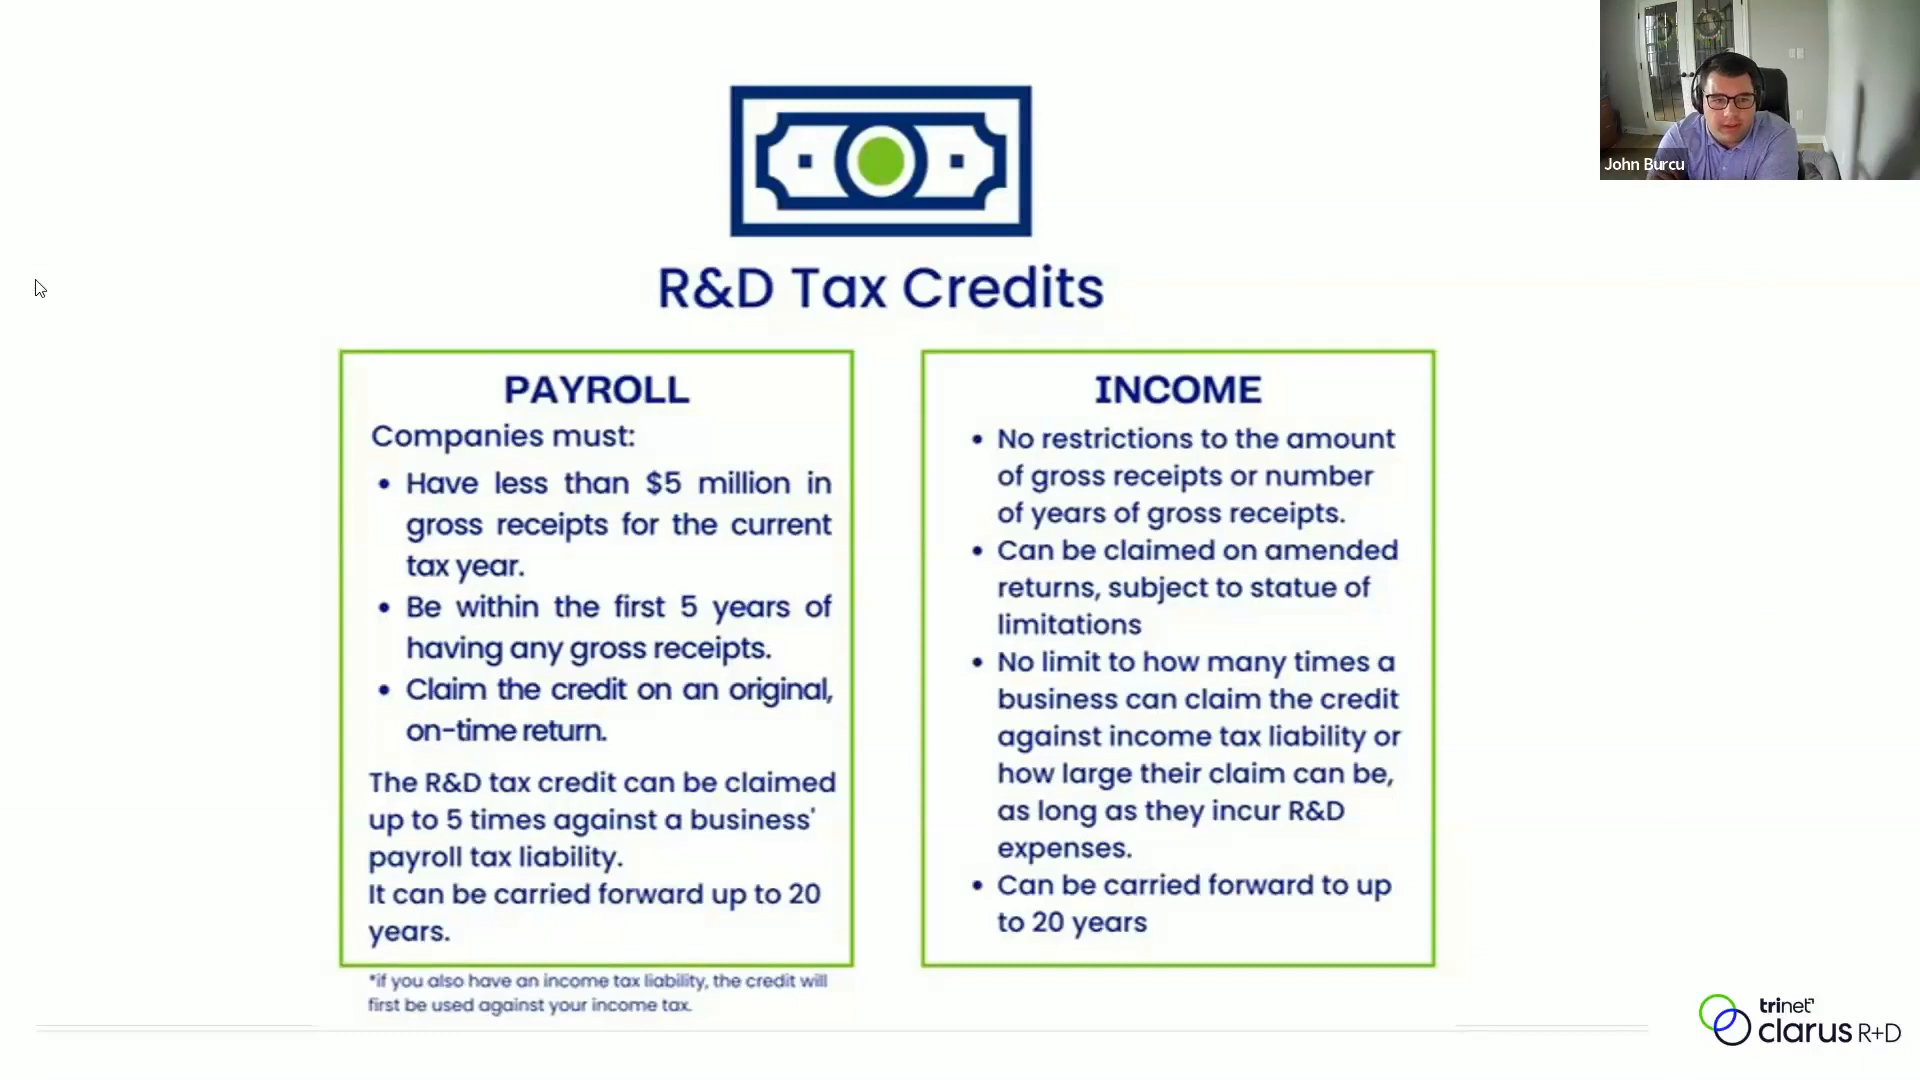 John Burcu
R&D Tax Credits
PAYROLL
Companies must:
• Have less than $5 million in
gross receipts for the current
tax year.
• Be within the first 5 years of
having any gross receipts.
• Claim the credit on an original,
on-time return.
The R&D tax credit can be claimed
up to 5 times against a business'
payroll tax liability.
It can be carried forward up to 20
years.
*if you also have an income tax liability, the credit will
first be used against your income tax.
INCOME
• No restrictions to the amount
of gross receipts or number
of years of gross receipts.
• Can be claimed on amended
returns, subject to statue of
limitations
• No limit to how many times a
business can claim the credit
against income tax liability or
how large their claim can be,
as long as they incur R&D
expenses.
• Can be carried forward to up
to 20 years
trinet
clarus R+D